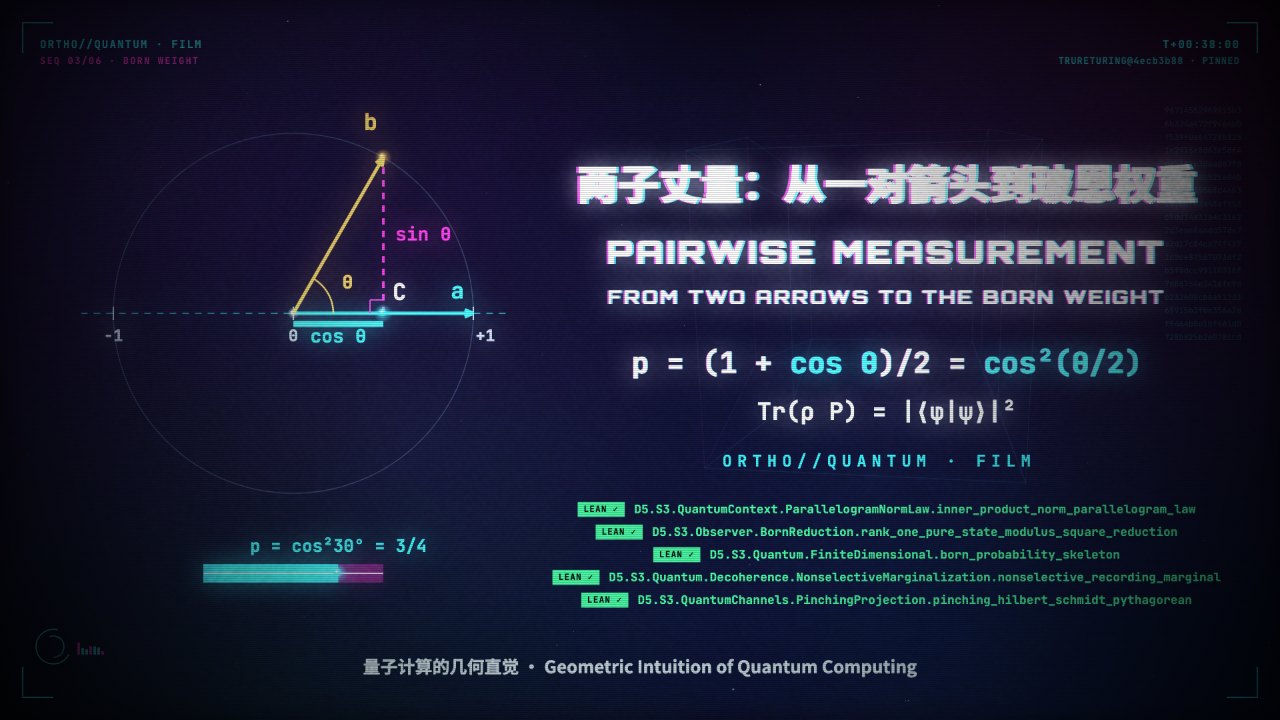 ORTHO//QUANTUM · FILM
SEQ 03/06 · BORN WEIGHT
T+00:38:00
TRURETURING@4ecb3b88 · PINNED
b
sin θ
θ
C
a
-1
0
cos θ
+1
两子丈量：从一对箭头到玻恩权重
PAIRWISE MEASUREMENT
FROM TWO ARROWS TO THE BORN WEIGHT
p = (1 + cos θ)/2 = cos²(θ/2)
Tr(ρ P) = |⟨φ|ψ⟩|²
ORTHO//QUANTUM · FILM
LEAN ✓ D5.S3.QuantumContext.ParallelogramNormLaw.inner_product_norm_parallelogram_law
LEAN ✓ D5.S3.Observer.BornReduction.rank_one_pure_state_modulus_square_reduction
LEAN ✓ D5.S3.Quantum.FiniteDimensional.born_probability_skeleton
LEAN ✓ D5.S3.Quantum.Decoherence.NonselectiveMarginalization.nonselective_recording_marginal
LEAN ✓ D5.S3.QuantumChannels.PinchingProjection.pinching_hilbert_schmidt_pythagorean
p = cos²30° = 3/4
量子计算的几何直觉 · Geometric Intuition of Quantum Computing